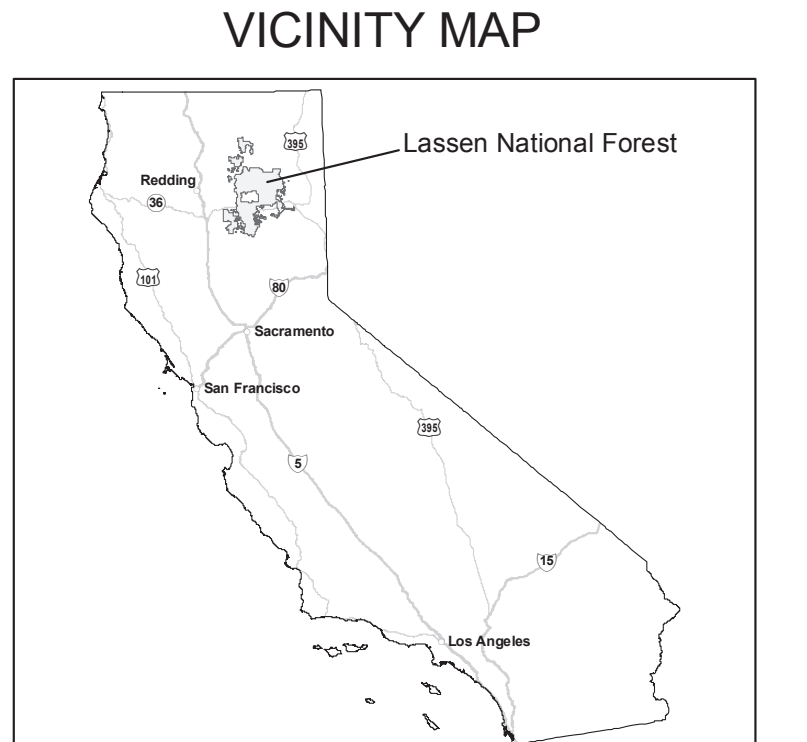 VICINITY MAP
395
Lassen National Forest
Redding
36
101
80
Sacramento
San Francisco
395
5
15
Los Angeles